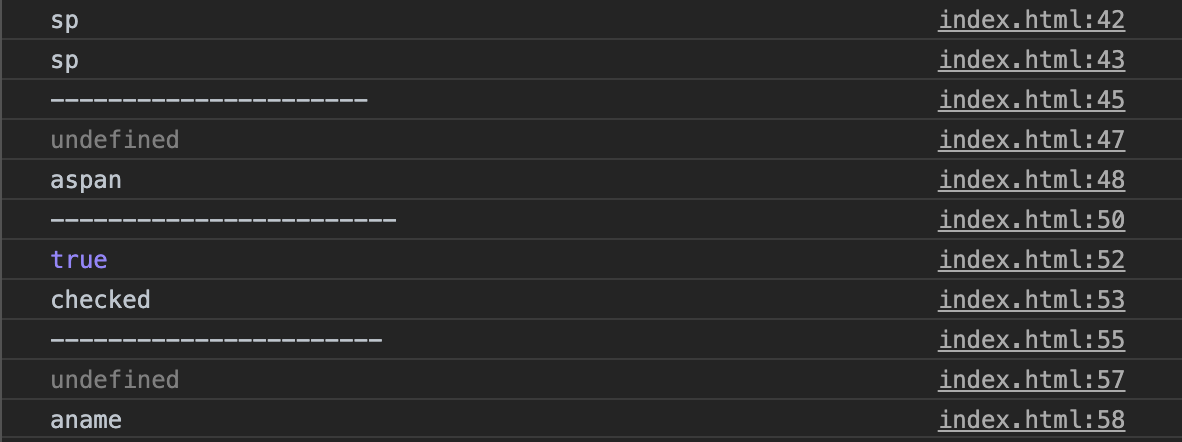 sp index.html:42
sp index.html:43
---------------------- index.html:45
undefined index.html:47
aspan index.html:48
------------------------ index.html:50
true index.html:52
checked index.html:53
----------------------- index.html:55
undefined index.html:57
aname index.html:58